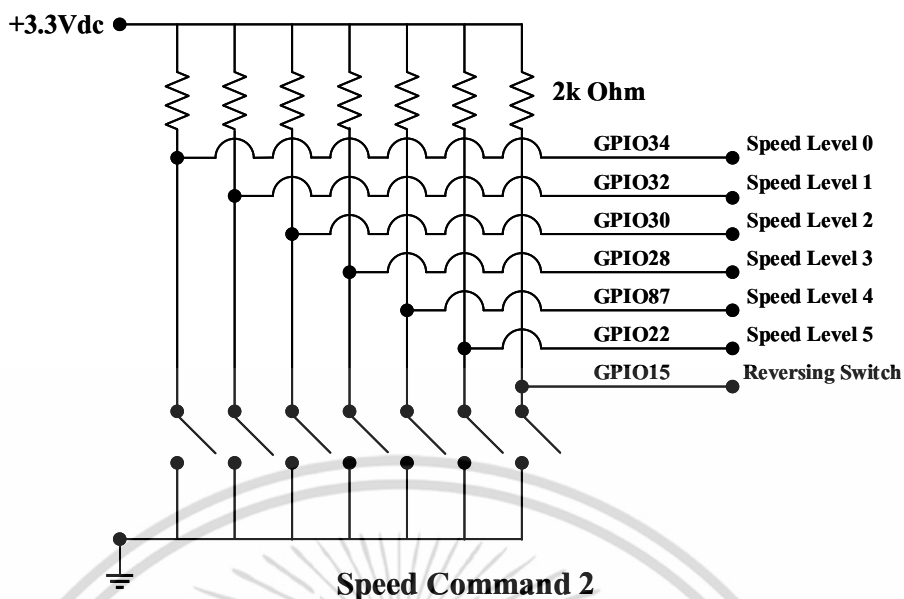 +3.3Vdc
2k Ohm
GPIO34 Speed Level 0
GPIO32 Speed Level 1
GPIO30 Speed Level 2
GPIO28 Speed Level 3
GPIO87 Speed Level 4
GPIO22 Speed Level 5
GPIO15 Reversing Switch
Speed Command 2